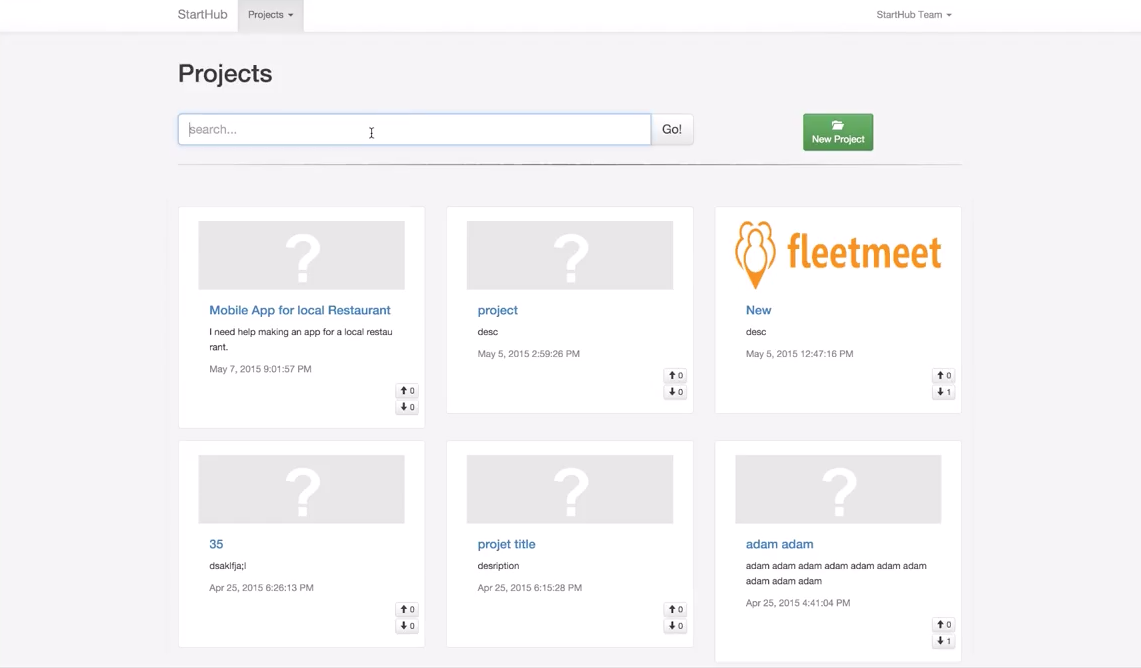 StartHub Projects StartHub Team
Projects
search... Go! New Project
? ? fleetmeet
Mobile App for local Restaurant
I need help making an app for a local restau
rant.
May 7, 2015 9:01:57 PM
0
0
project
desc
May 5, 2015 2:59:26 PM
0
0
New
desc
May 5, 2015 12:47:16 PM
0
1
? ? ?
35
dsaklfja;l
Apr 25, 2015 6:26:13 PM
0
0
projet title
desription
Apr 25, 2015 6:15:28 PM
0
0
adam adam
adam adam adam adam adam adam adam
adam adam adam
Apr 25, 2015 4:41:04 PM
0
1